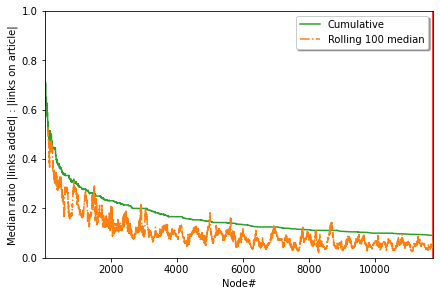 Cumulative
Rolling 100 median
Median ratio |links added| : |links on article|
1.0
0.8
0.6
0.4
0.2
0.0
2000 4000 6000 8000 10000
Node#